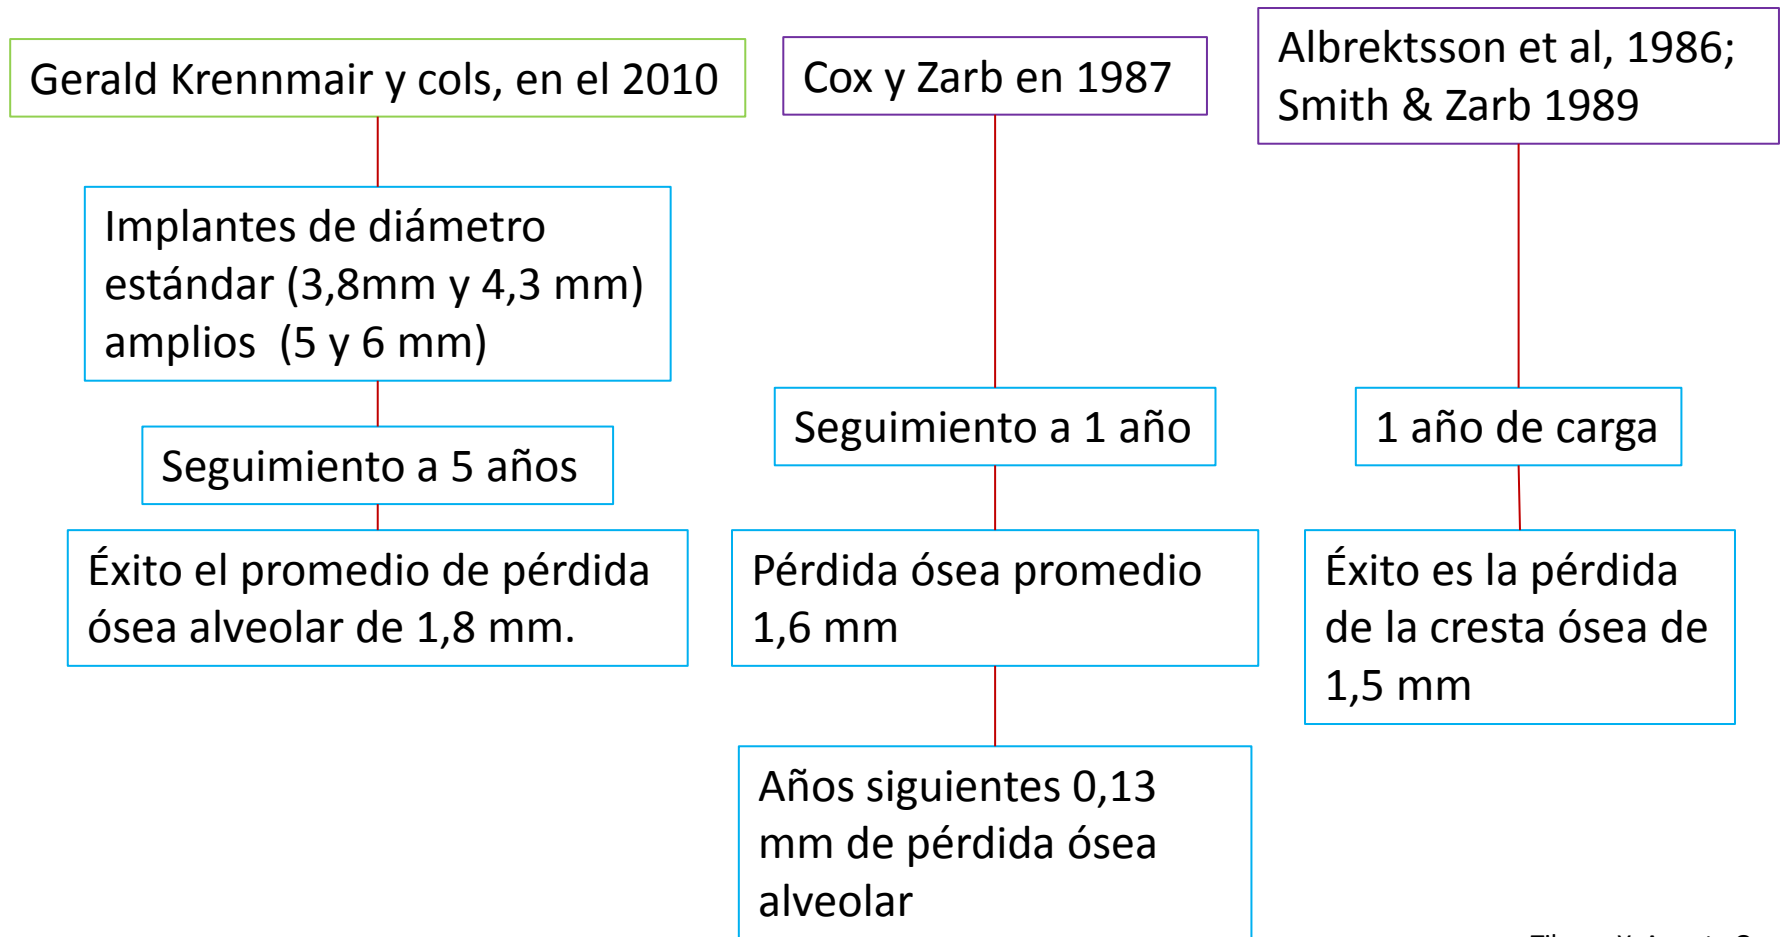 Gerald Krennmair y cols, en el 2010
Implantes de diámetro
estándar (3,8mm y 4,3 mm)
amplios (5 y 6 mm)
Seguimiento a 5 años
Éxito el promedio de pérdida
ósea alveolar de 1,8 mm.
Cox y Zarb en 1987
Seguimiento a 1 año
Pérdida ósea promedio
1,6 mm
Años siguientes 0,13
mm de pérdida ósea
alveolar
Albrektsson et al, 1986;
Smith & Zarb 1989
1 año de carga
Éxito es la pérdida
de la cresta ósea de
1,5 mm